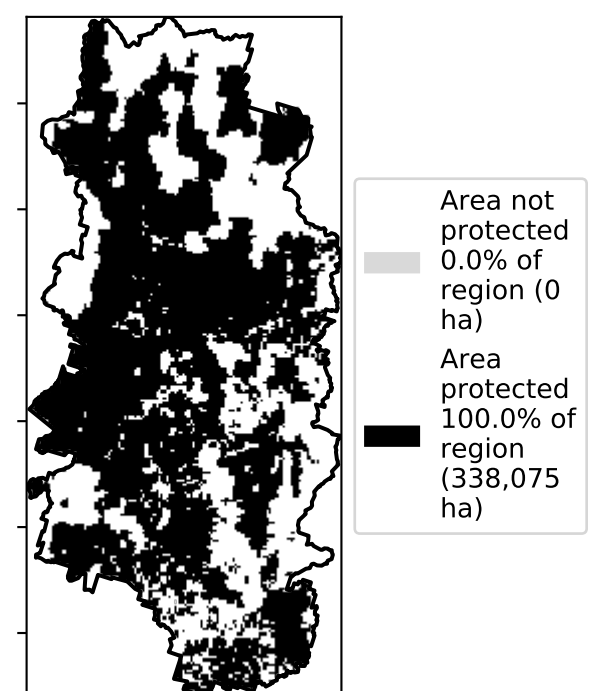 Area not
protected
0.0% of
region (0
ha)
Area
protected
100.0% of
region
(338,075
ha)